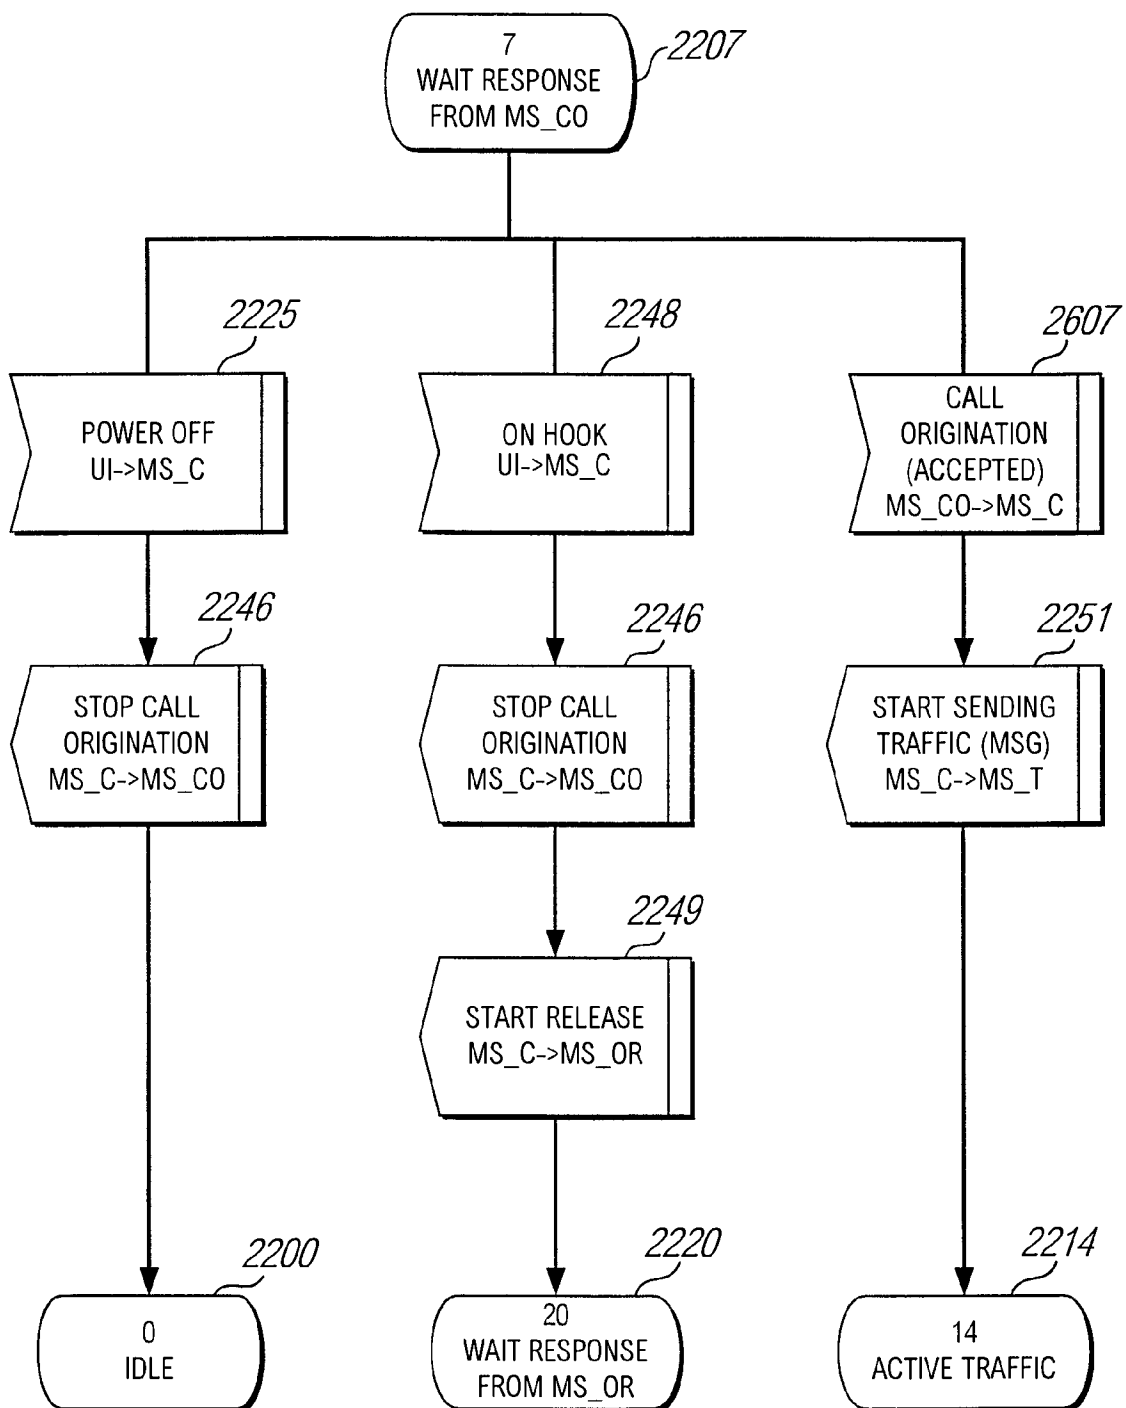 7
WAIT RESPONSE
FROM MS_CO
2207
2225
POWER OFF
UI->MS_C
2248
ON HOOK
UI->MS_C
2607
CALL
ORIGINATION
(ACCEPTED)
MS_CO->MS_C
2246
STOP CALL
ORIGINATION
MS_C->MS_CO
2246
STOP CALL
ORIGINATION
MS_C->MS_CO
2251
START SENDING
TRAFFIC (MSG)
MS_C->MS_T
2249
START RELEASE
MS_C->MS_OR
2200
0
IDLE
2220
20
WAIT RESPONSE
FROM MS_OR
2214
14
ACTIVE TRAFFIC